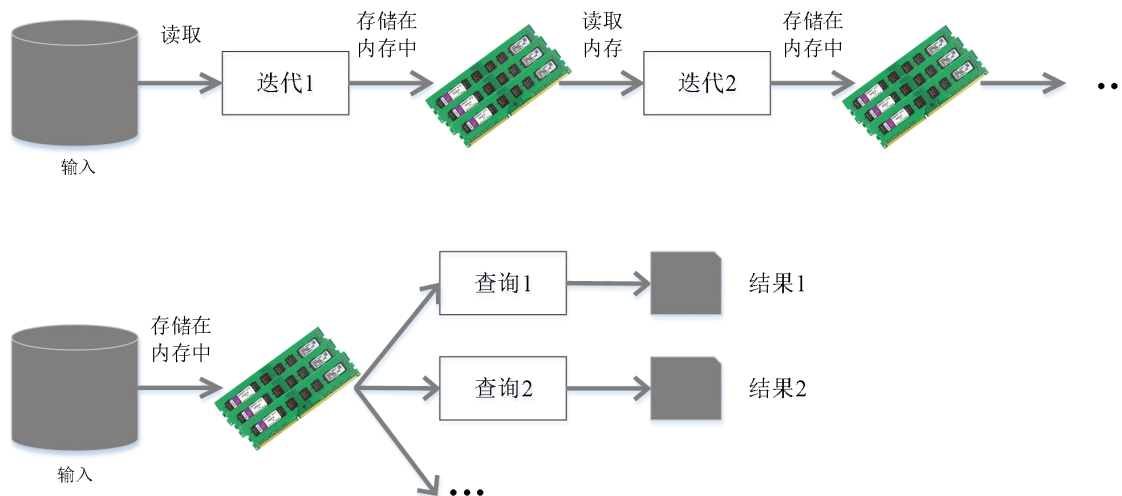 读取
存储在
内存中
读取
内存
存储在
内存中
迭代1
迭代2
..
输入
查询1
结果1
存储在
内存中
查询2
结果2
输入
...